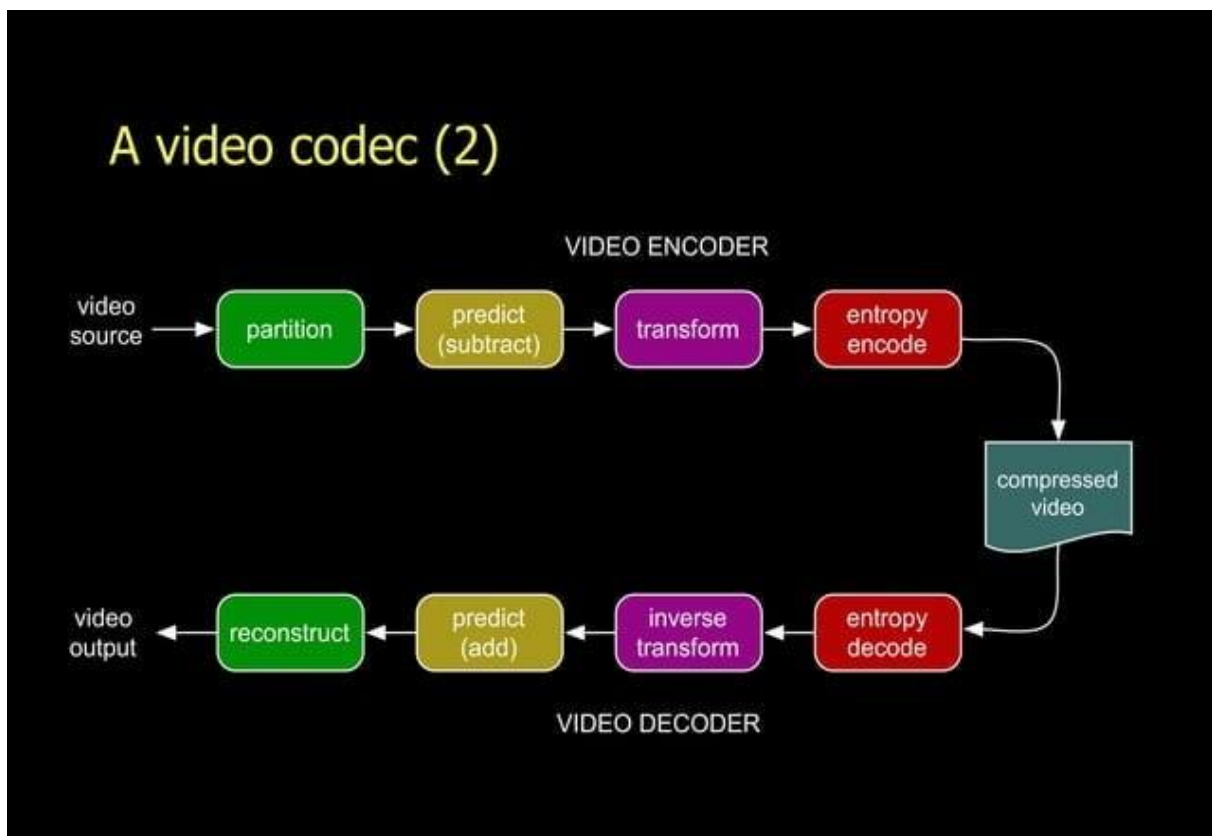 A video codec (2)
VIDEO ENCODER
video
source
partition
predict
(subtract)
transform
entropy
encode
compressed
video
video
output
reconstruct
predict
(add)
inverse
transform
entropy
decode
VIDEO DECODER